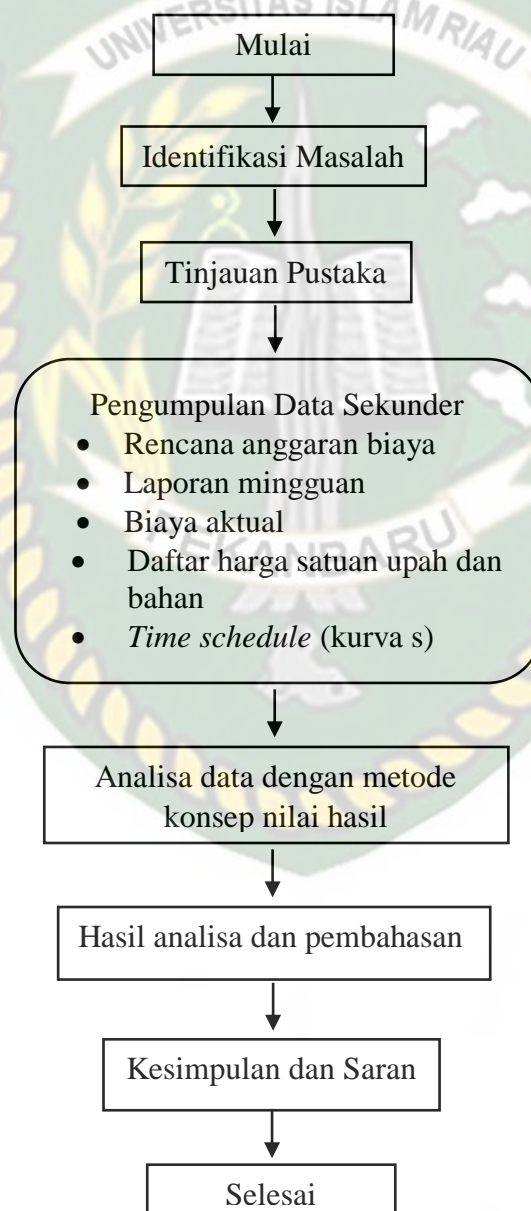 UNIVERSITAS ISLAM RIAU
Mulai
Identifikasi Masalah
Tinjauan Pustaka
Pengumpulan Data Sekunder
• Rencana anggaran biaya
• Laporan mingguan
• Biaya aktual
PEKANBARU
• Daftar harga satuan upah dan
bahan
• Time schedule (kurva s)
Analisa data dengan metode
konsep nilai hasil
Hasil analisa dan pembahasan
Kesimpulan dan Saran
Selesai